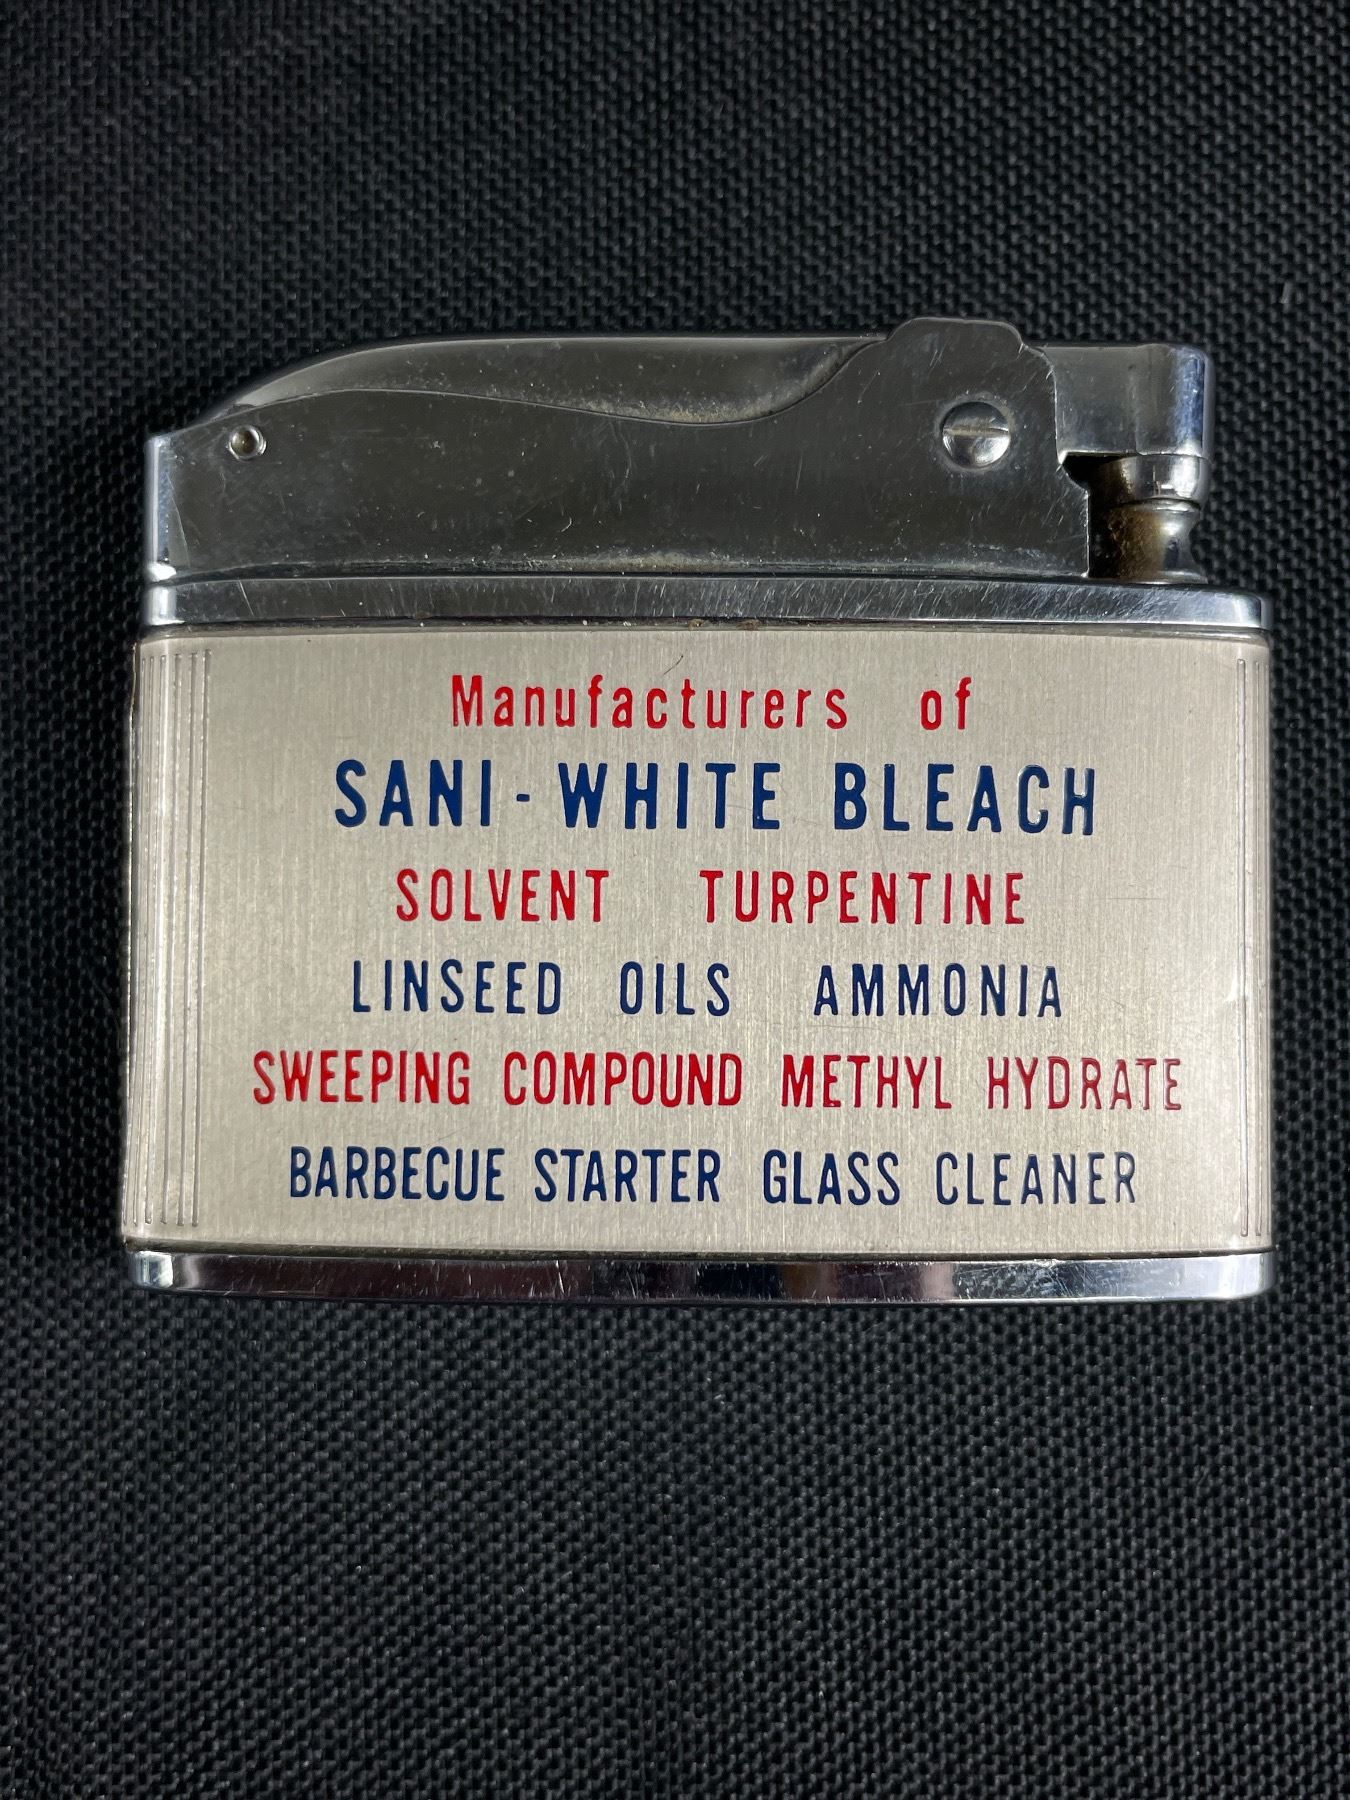 Manufacturers of
SANI-WHITE BLEACH
SOLVENT TURPENTINE
LINSEED OILS AMMONIA
SWEEPING COMPOUND METHYL HYDRATE
BARBECUE STARTER GLASS CLEANER